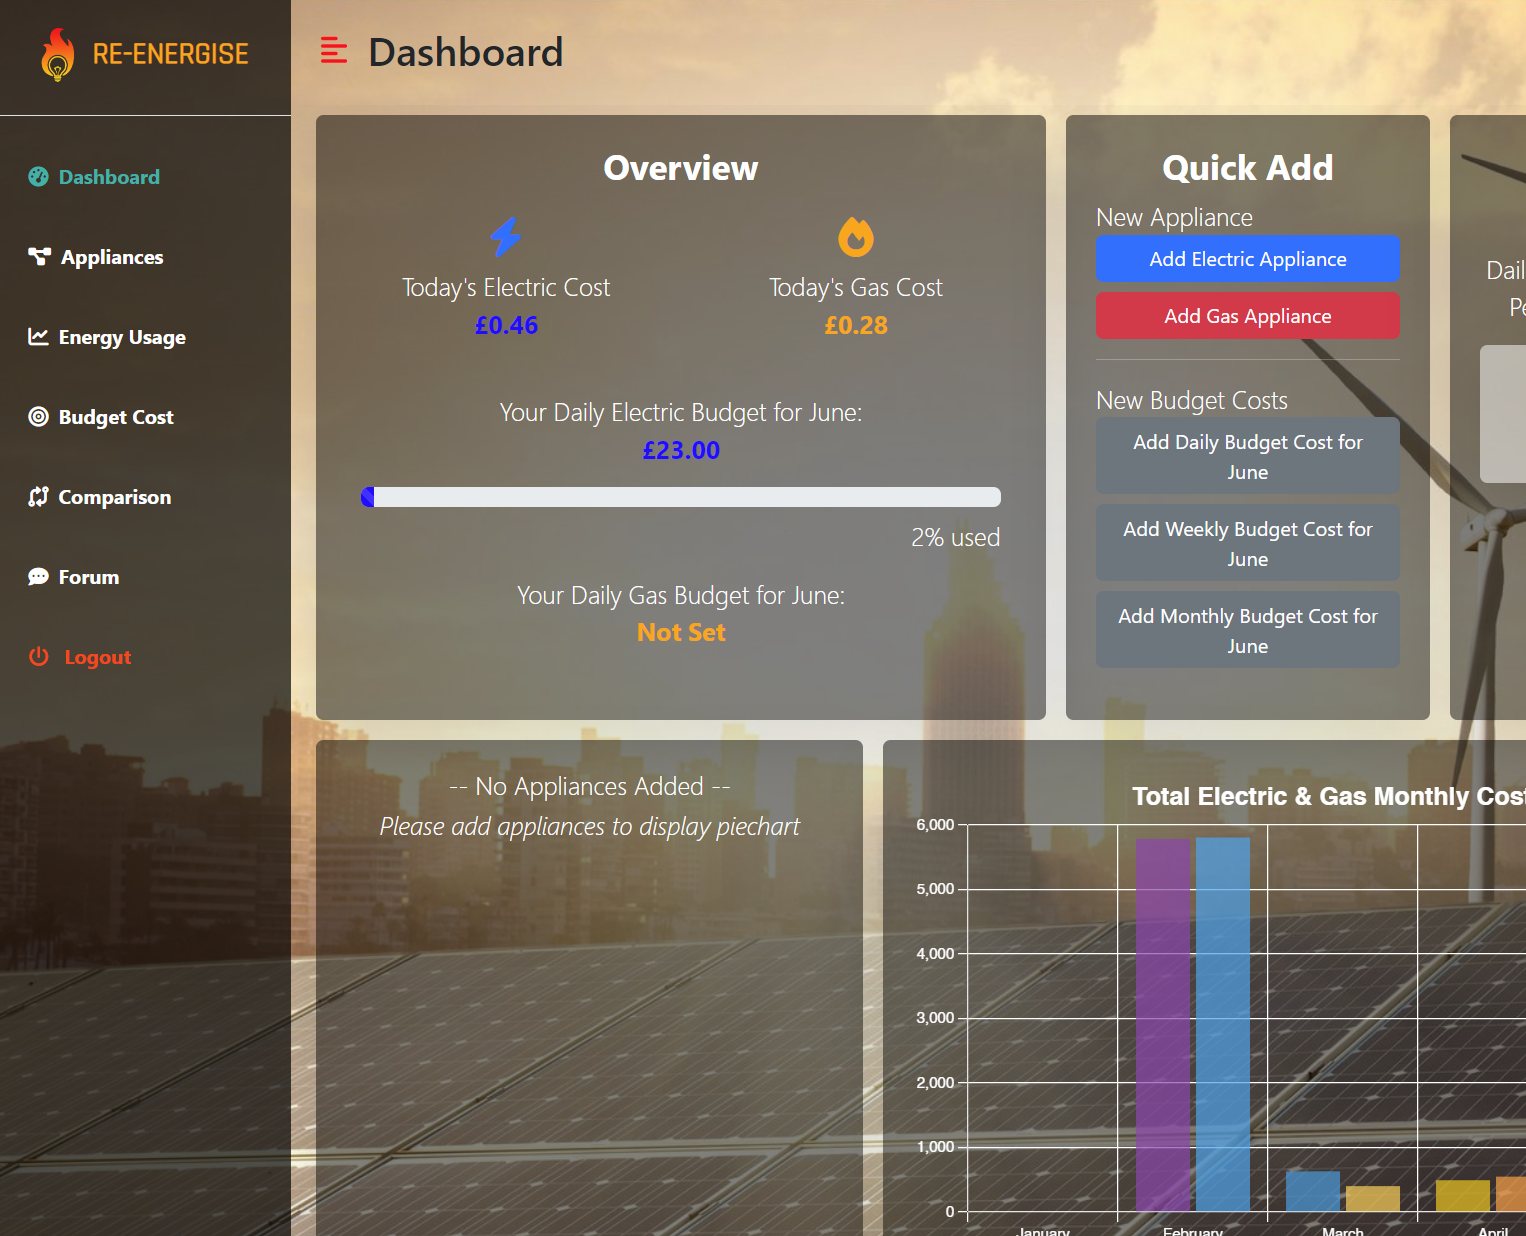 RE-ENERGISE
Dashboard
Dashboard
Appliances
Energy Usage
Budget Cost
Comparison
Forum
Logout
Overview
Today's Electric Cost
£0.46
Today's Gas Cost
£0.28
Your Daily Electric Budget for June:
£23.00
2% used
Your Daily Gas Budget for June:
Not Set
Quick Add
New Appliance
Add Electric Appliance
Add Gas Appliance
New Budget Costs
Add Daily Budget Cost for
June
Add Weekly Budget Cost for
June
Add Monthly Budget Cost for
June
-- No Appliances Added --
Please add appliances to display piechart
Total Electric & Gas Monthly Cost
6,000
5,000
4,000
3,000
2,000
1,000
0
January
February
March
April